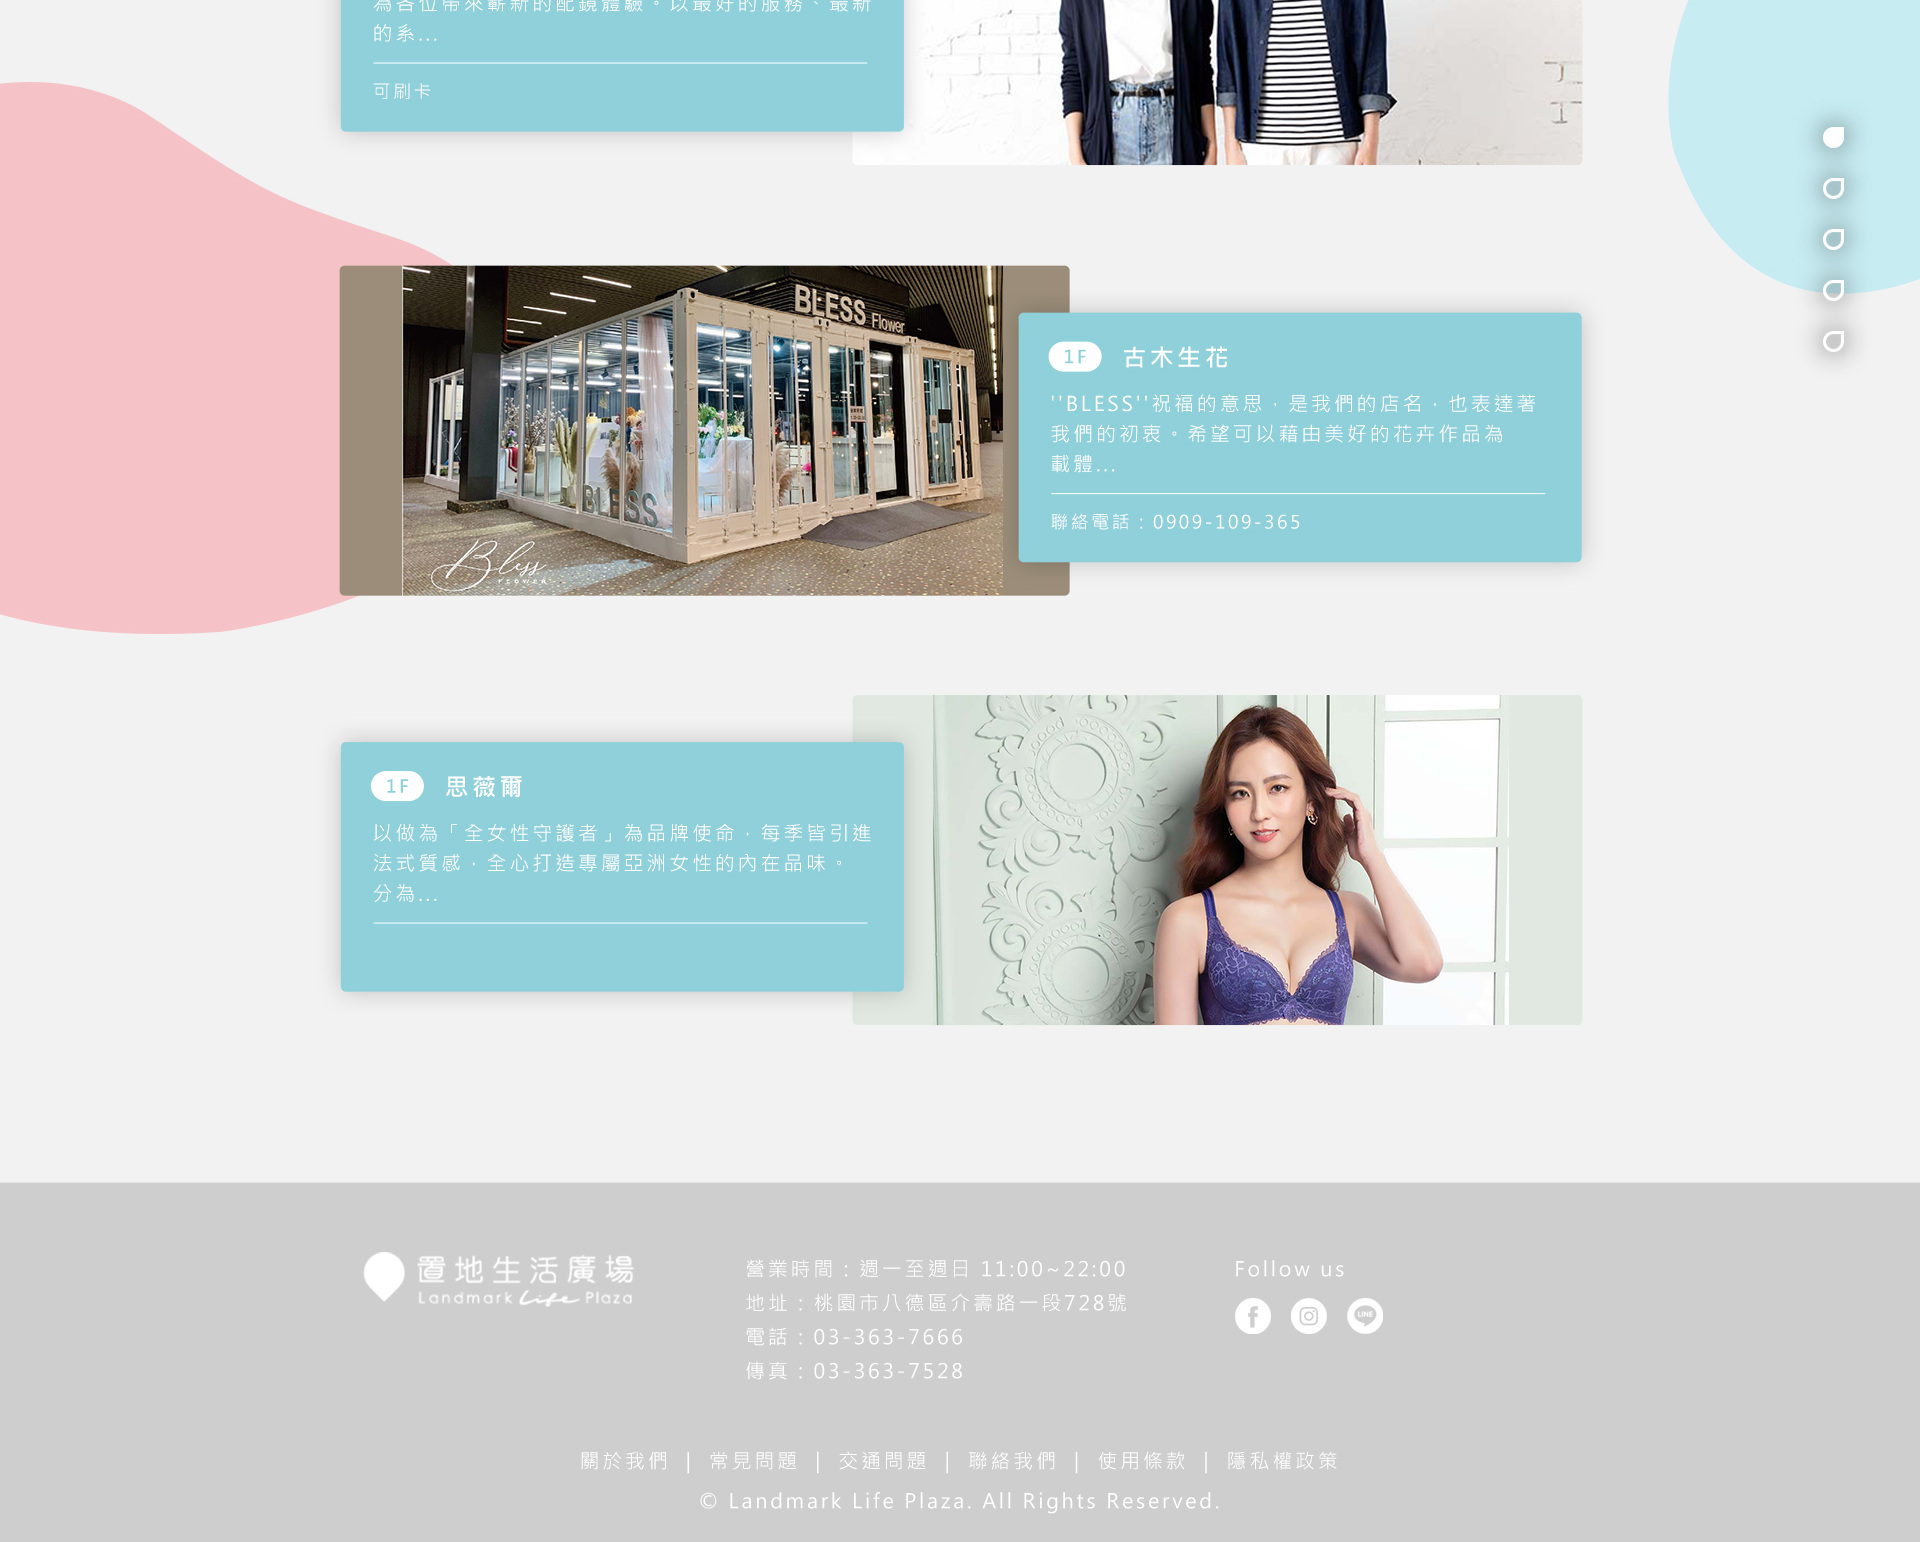 為各位帶來嶄新的配鏡體驗。以最好的服務、最新
的系...
可刷卡
BLESS Flower
BLESS
Bless
FLOWER
1F 古木生花
''BLESS''祝福的意思，是我們的店名，也表達著
我們的初衷。希望可以藉由美好的花卉作品為
載體...
聯絡電話：0909-109-365
1F 思薇爾
以做為「全女性守護者」為品牌使命，每季皆引進
法式質感，全心打造專屬亞洲女性的內在品味。
分為...
置地生活廣場
Landmark Life Plaza
營業時間：週一至週日 11:00~22:00
地址：桃園市八德區介壽路一段728號
電話：03-363-7666
傳真：03-363-7528
Follow us
LINE
關於我們 | 常見問題 | 交通問題 | 聯絡我們 | 使用條款 | 隱私權政策
© Landmark Life Plaza. All Rights Reserved.